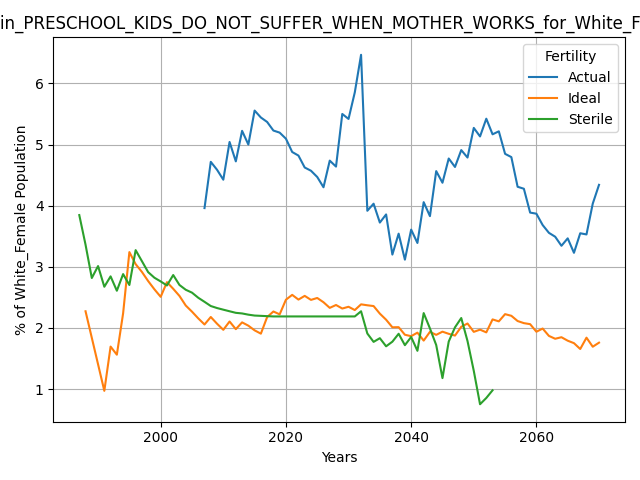 in_PRESCHOOL_KIDS_DO_NOT_SUFFER_WHEN_MOTHER_WORKS_for_White_F
Fertility
Actual
Ideal
Sterile
% of White_Female Population
6
5
4
3
2
1
2000 2020 2040 2060
Years